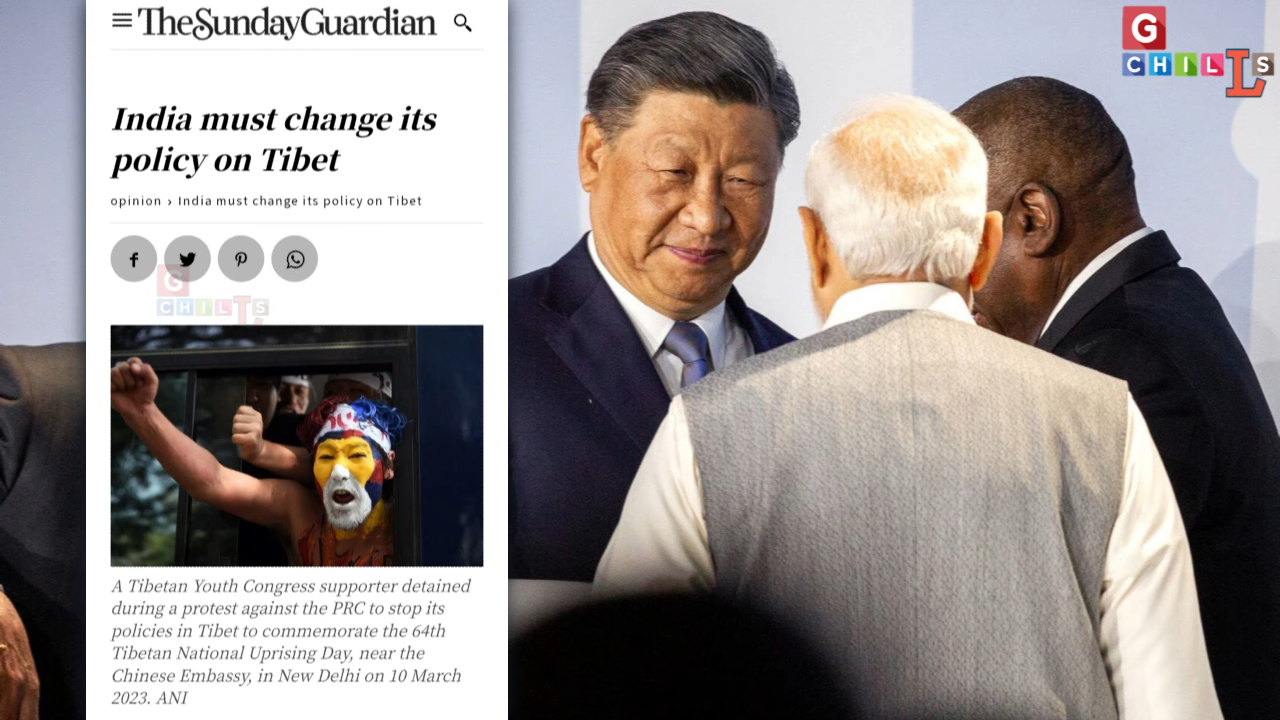 TheSundayGuardian
India must change its
policy on Tibet
opinion › India must change its policy on Tibet
G
CHILLS
G
CHILLS
A Tibetan Youth Congress supporter detained
during a protest against the PRC to stop its
policies in Tibet to commemorate the 64th
Tibetan National Uprising Day, near the
Chinese Embassy, in New Delhi on 10 March
2023. ANI